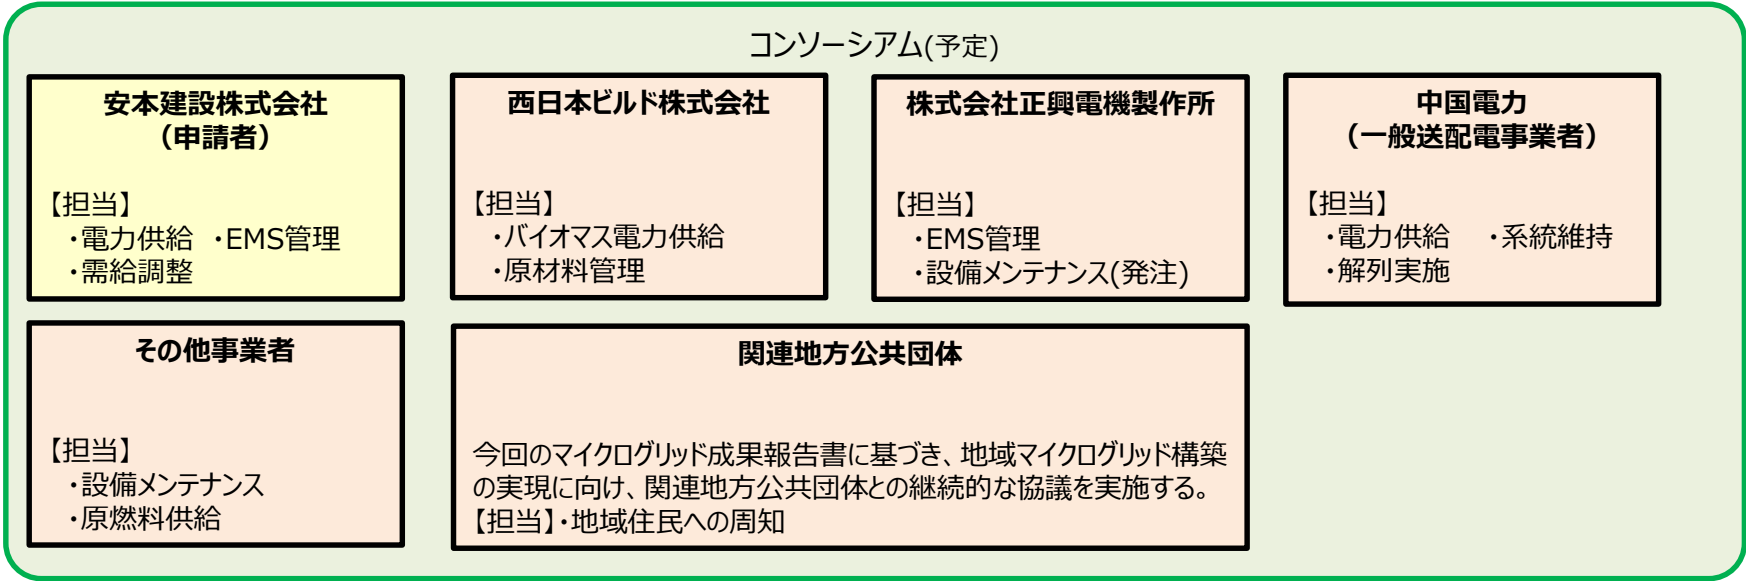 コンソーシアム(予定)
安本建設株式会社
（申請者）
【担当】
・電力供給 ・EMS管理
・需給調整
西日本ビルド株式会社
【担当】
・バイオマス電力供給
・原材料管理
株式会社正興電機製作所
【担当】
・EMS管理
・設備メンテナンス(発注)
中国電力
（一般送配電事業者）
【担当】
・電力供給 ・系統維持
・解列実施
その他事業者
【担当】
・設備メンテナンス
・原燃料供給
関連地方公共団体
今回のマイクログリッド成果報告書に基づき、地域マイクログリッド構築
の実現に向け、関連地方公共団体との継続的な協議を実施する。
【担当】・地域住民への周知